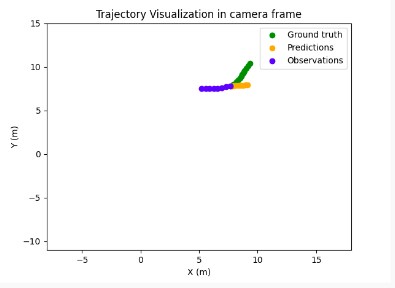 Trajectory Visualization in camera frame
15
10
5
0
−5
−10
Y (m)
Ground truth
Predictions
Observations
−5 0 5 10 15
X (m)